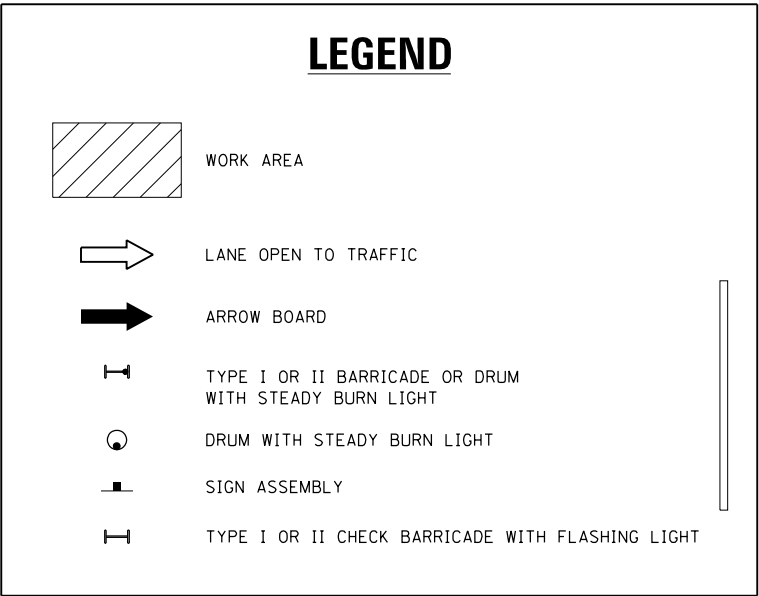 LEGEND
WORK AREA
LANE OPEN TO TRAFFIC
ARROW BOARD
TYPE I OR II BARRICADE OR DRUM
WITH STEADY BURN LIGHT
DRUM WITH STEADY BURN LIGHT
SIGN ASSEMBLY
TYPE I OR II CHECK BARRICADE WITH FLASHING LIGHT